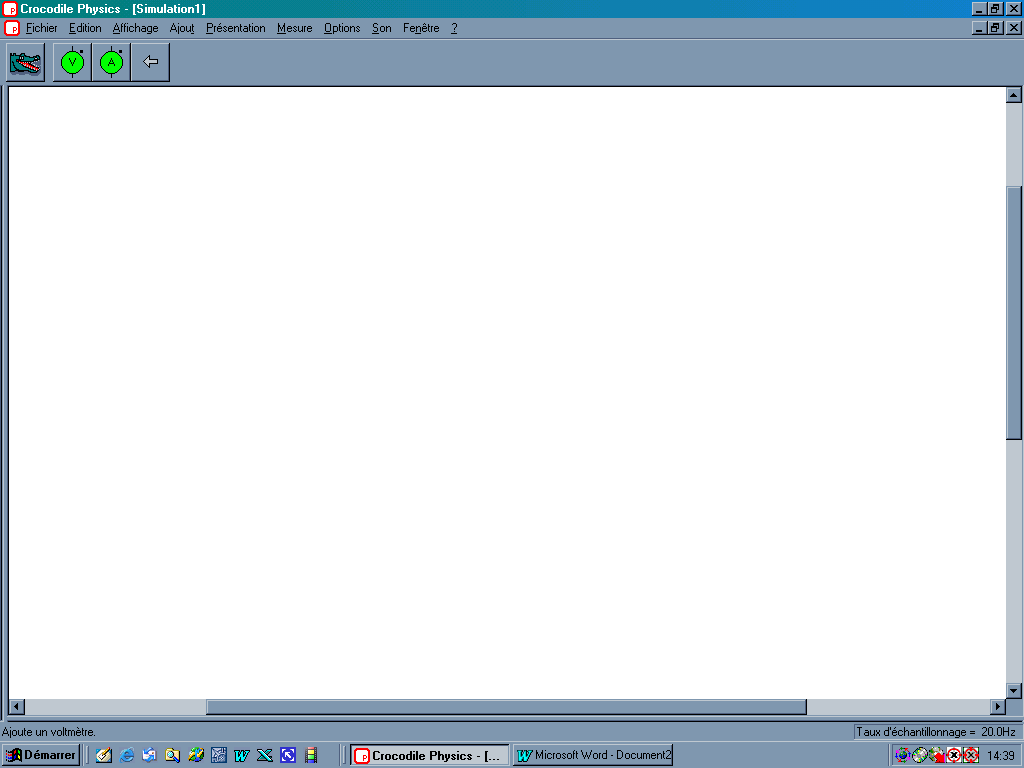 Crocodile Physics - [Simulation1]
Fichier Edition Affichage Ajout Présentation Mesure Options Son Fenêtre ?
V A
Ajoute un voltmètre. Taux d'échantillonnage = 20.0Hz
Démarrer Crocodile Physics - [... Microsoft Word - Document2 14:39